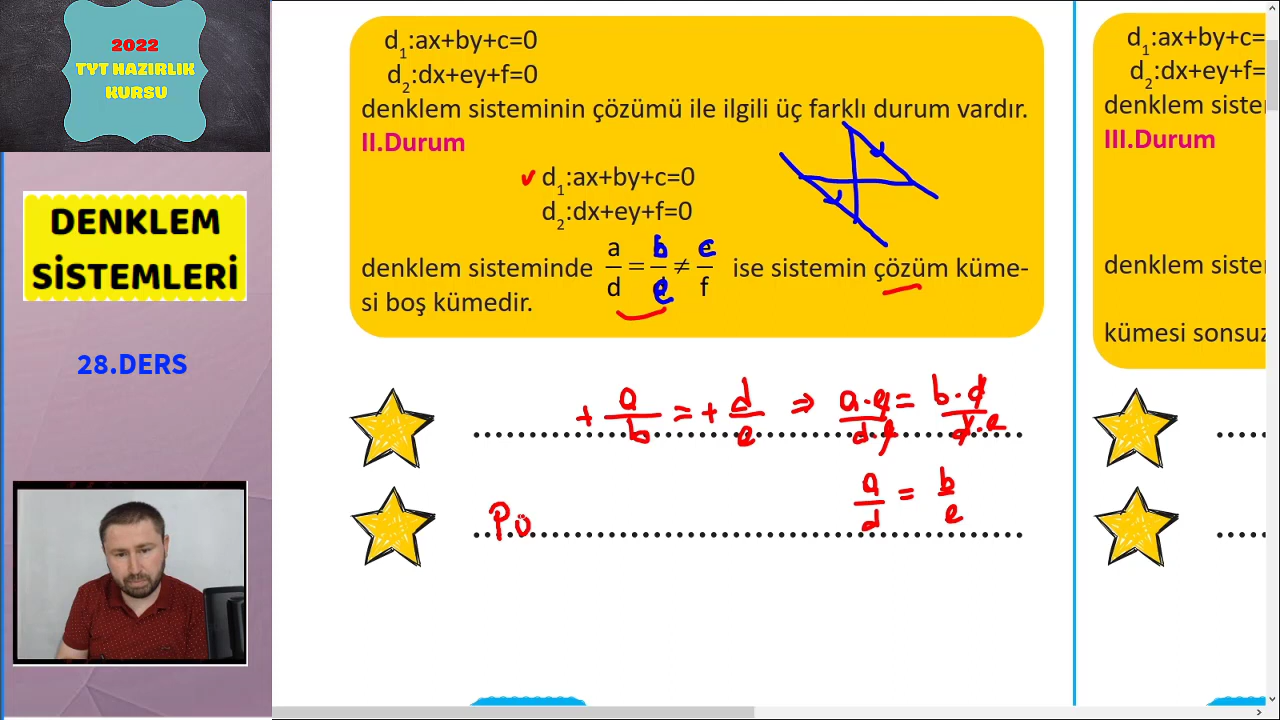 2022
TYT HAZIRLIK
KURSU
DENKLEM
SİSTEMLERİ
28.DERS
d1:ax+by+c=0
d2:dx+ey+f=0
denklem sisteminin çözümü ile ilgili üç farklı durum vardır.
II.Durum
✓ d1:ax+by+c=0
d2:dx+ey+f=0
denklem sisteminde a/d = b/e ≠ c/f ise sistemin çözüm küme-
si boş kümedir.
+ a/b = + d/e ⇒ a·e/d·e = b·d/d·e
a/d = b/e
d1:ax+by+c=
d2:dx+ey+f=
denklem siste
III.Durum
denklem siste
kümesi sonsuz